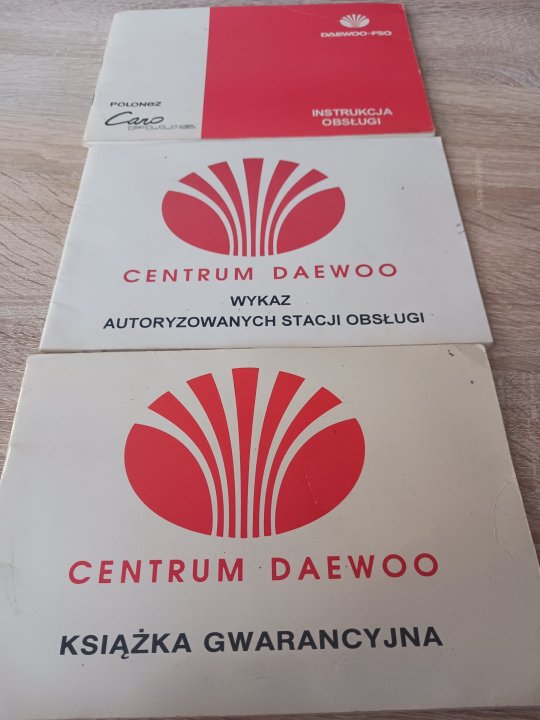 DAEWOO-FSO
POLONEZ
Caro
PLUS
INSTRUKCJA
OBSŁUGI
CENTRUM DAEWOO
WYKAZ
AUTORYZOWANYCH STACJI OBSŁUGI
CENTRUM DAEWOO
KSIĄŻKA GWARANCYJNA